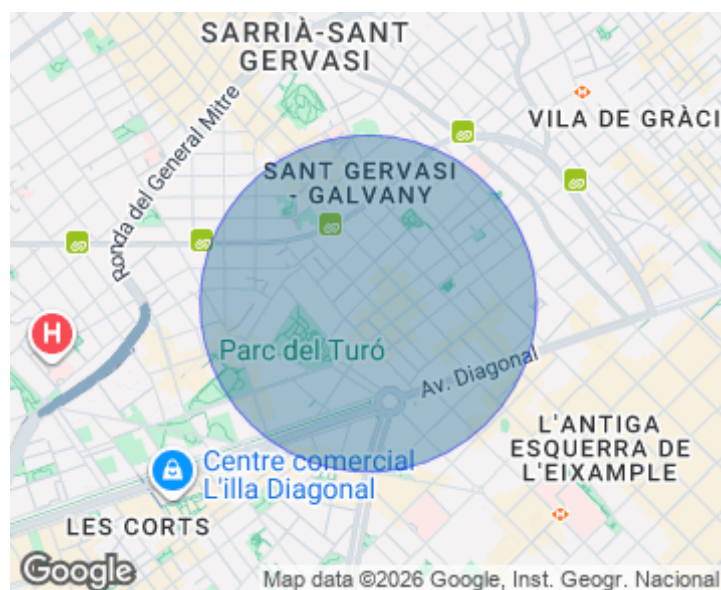 SARRIÀ-SANT
GERVASI
Ronda del General Mitre
VILA DE GRÀCI
SANT GERVASI
- GALVANY
H
Parc del Turó
Av. Diagonal
L'ANTIGA
ESQUERRA DE
L'EIXAMPLE
Centre comercial
L'illa Diagonal
LES CORTS
Google
Map data ©2026 Google, Inst. Geogr. Nacional